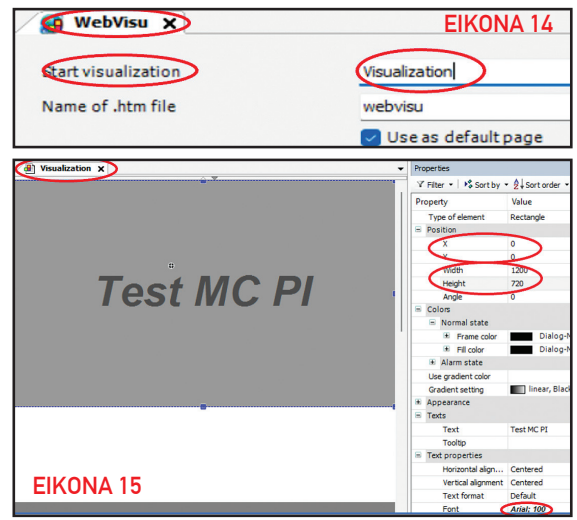 WebVisu X
ΕΙΚΟΝΑ 14
Start visualization
Visualization
Name of .htm file
webvisu
Use as default page
Visualization X
Properties
Filter
Sort by
Sort order
Property Value
Type of element Rectangle
Position
X 0
Y 0
Width 1200
Height 720
Angle 0
Colors
Normal state
Frame color Dialog-N
Fill color Dialog-N
Alarm state
Use gradient color
Gradient setting linear, Black
Appearance
Texts
Text Test MC PI
Tooltip
Text properties
Horizontal align... Centered
Vertical alignment Centered
Text format Default
Font Arial; 100
Test MC PI
ΕΙΚΟΝΑ 15